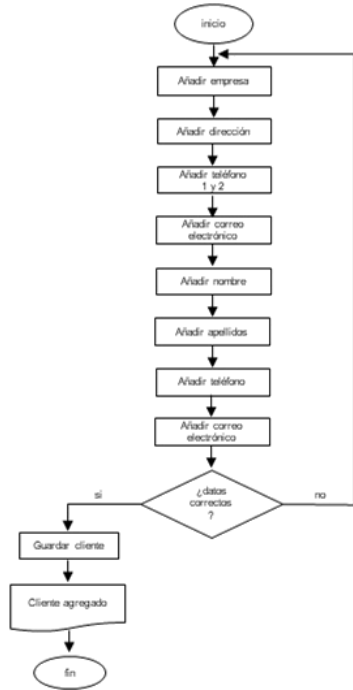 inicio
Añadir empresa
Añadir dirección
Añadir teléfono
1 y 2
Añadir correo
electrónico
Añadir nombre
Añadir apellidos
Añadir teléfono
Añadir correo
electrónico
si
¿datos
correctos
?
no
Guardar cliente
Cliente agregado
fin